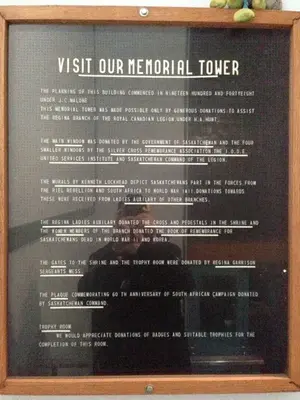 VISIT OUR MEMORIAL TOWER
THE PLANNING OF THIS BUILDING COMMENCED IN NINETEEN HUNDRED AND FORTYEIGHT
UNDER J.C.MALONE
THIS MEMORIAL TOWER WAS MADE POSSIBLY ONLY BY GENEROUS DONATIONS TO ASSIST
THE REGINA BRANCH OF THE ROYAL CANADIAN LEGION UNDER H.A.HUNT.
THE MAIN WINDOW WAS DONATED BY THE GOVERNMENT OF SASKATCHEWAN AND THE FOUR
SMALLER WINDOWS BY THE SILVER CROSS REMEMBRANCE ASSOCIATION THE I.O.D.E.
UNITED SERVICES INSTITUTE AND SASKATCHEWAN COMMAND OF THE LEGION.
THE MURALS BY KENNETH LOCKHEAD DEPICT SASKATCHEWANS PART IN THE FORCES FROM
THE RIEL REBELLION AND SOUTH AFRICA TO WORLD WAR II. DONATIONS TOWARDS
THESE WERE RECEIVED FROM LADIES AUXILARY OF OTHER BRANCHES.
THE REGINA LADIES AUXILARY DONATED THE CROSS AND PEDESTALS IN THE SHRINE AND
THE WOMEN MEMBERS OF THE BRANCH DONATED THE BOOK OF REMEMBRANCE FOR
SASKATCHEWANS DEAD IN WORLD WAR II AND KOREA.
THE GATES TO THE SHRINE AND THE TROPHY ROOM WERE DONATED BY REGINA GARRISON
SERGEANTS MESS.
THE PLAQUE COMMEMORATING 60 TH ANNIVERSARY OF SOUTH AFRICAN CAMPAIGN DONATED
BY SASKATCHEWAN COMMAND.
TROPHY ROOM
WE WOULD APPRECIATE DONATIONS OF BADGES AND SUITABLE TROPHIES FOR THE
COMPLETION OF THIS ROOM.